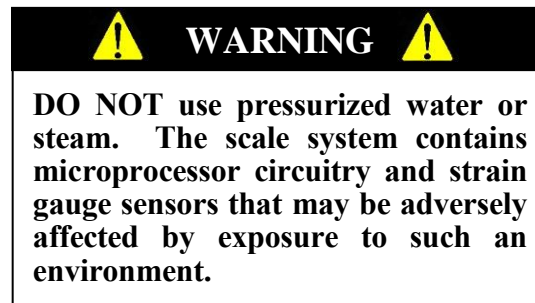 WARNING
DO NOT use pressurized water or
steam. The scale system contains
microprocessor circuitry and strain
gauge sensors that may be adversely
affected by exposure to such an
environment.